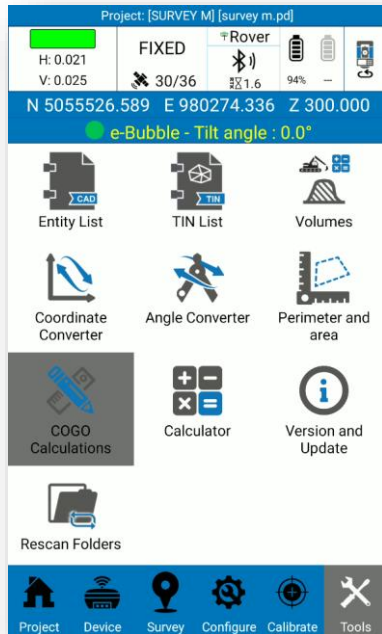 Project: [SURVEY M] [survey m.pd]
H: 0.021
V: 0.025
FIXED
30/36
Rover
1.6
94%
--
N 5055526.589 E 980274.336 Z 300.000
e-Bubble - Tilt angle : 0.0°
CAD
Entity List
TIN
TIN List
Volumes
Coordinate
Converter
Angle Converter
Perimeter and
area
COGO
Calculations
Calculator
Version and
Update
Rescan Folders
Project
Device
Survey
Configure
Calibrate
Tools